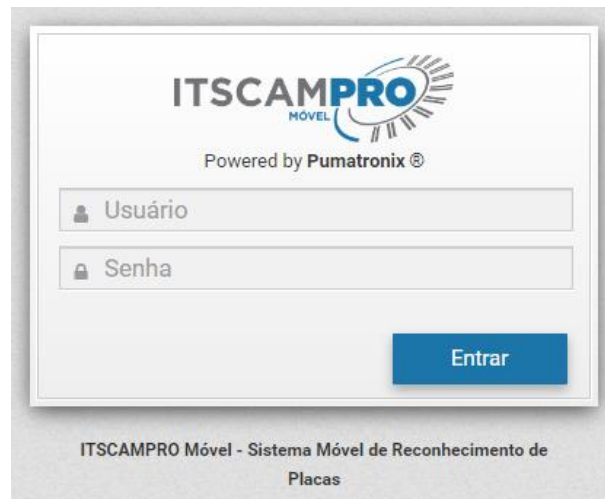 ITSCAMPRO
MÓVEL
Powered by Pumatronix ®
Usuário
Senha
Entrar
ITSCAMPRO Móvel - Sistema Móvel de Reconhecimento de
Placas